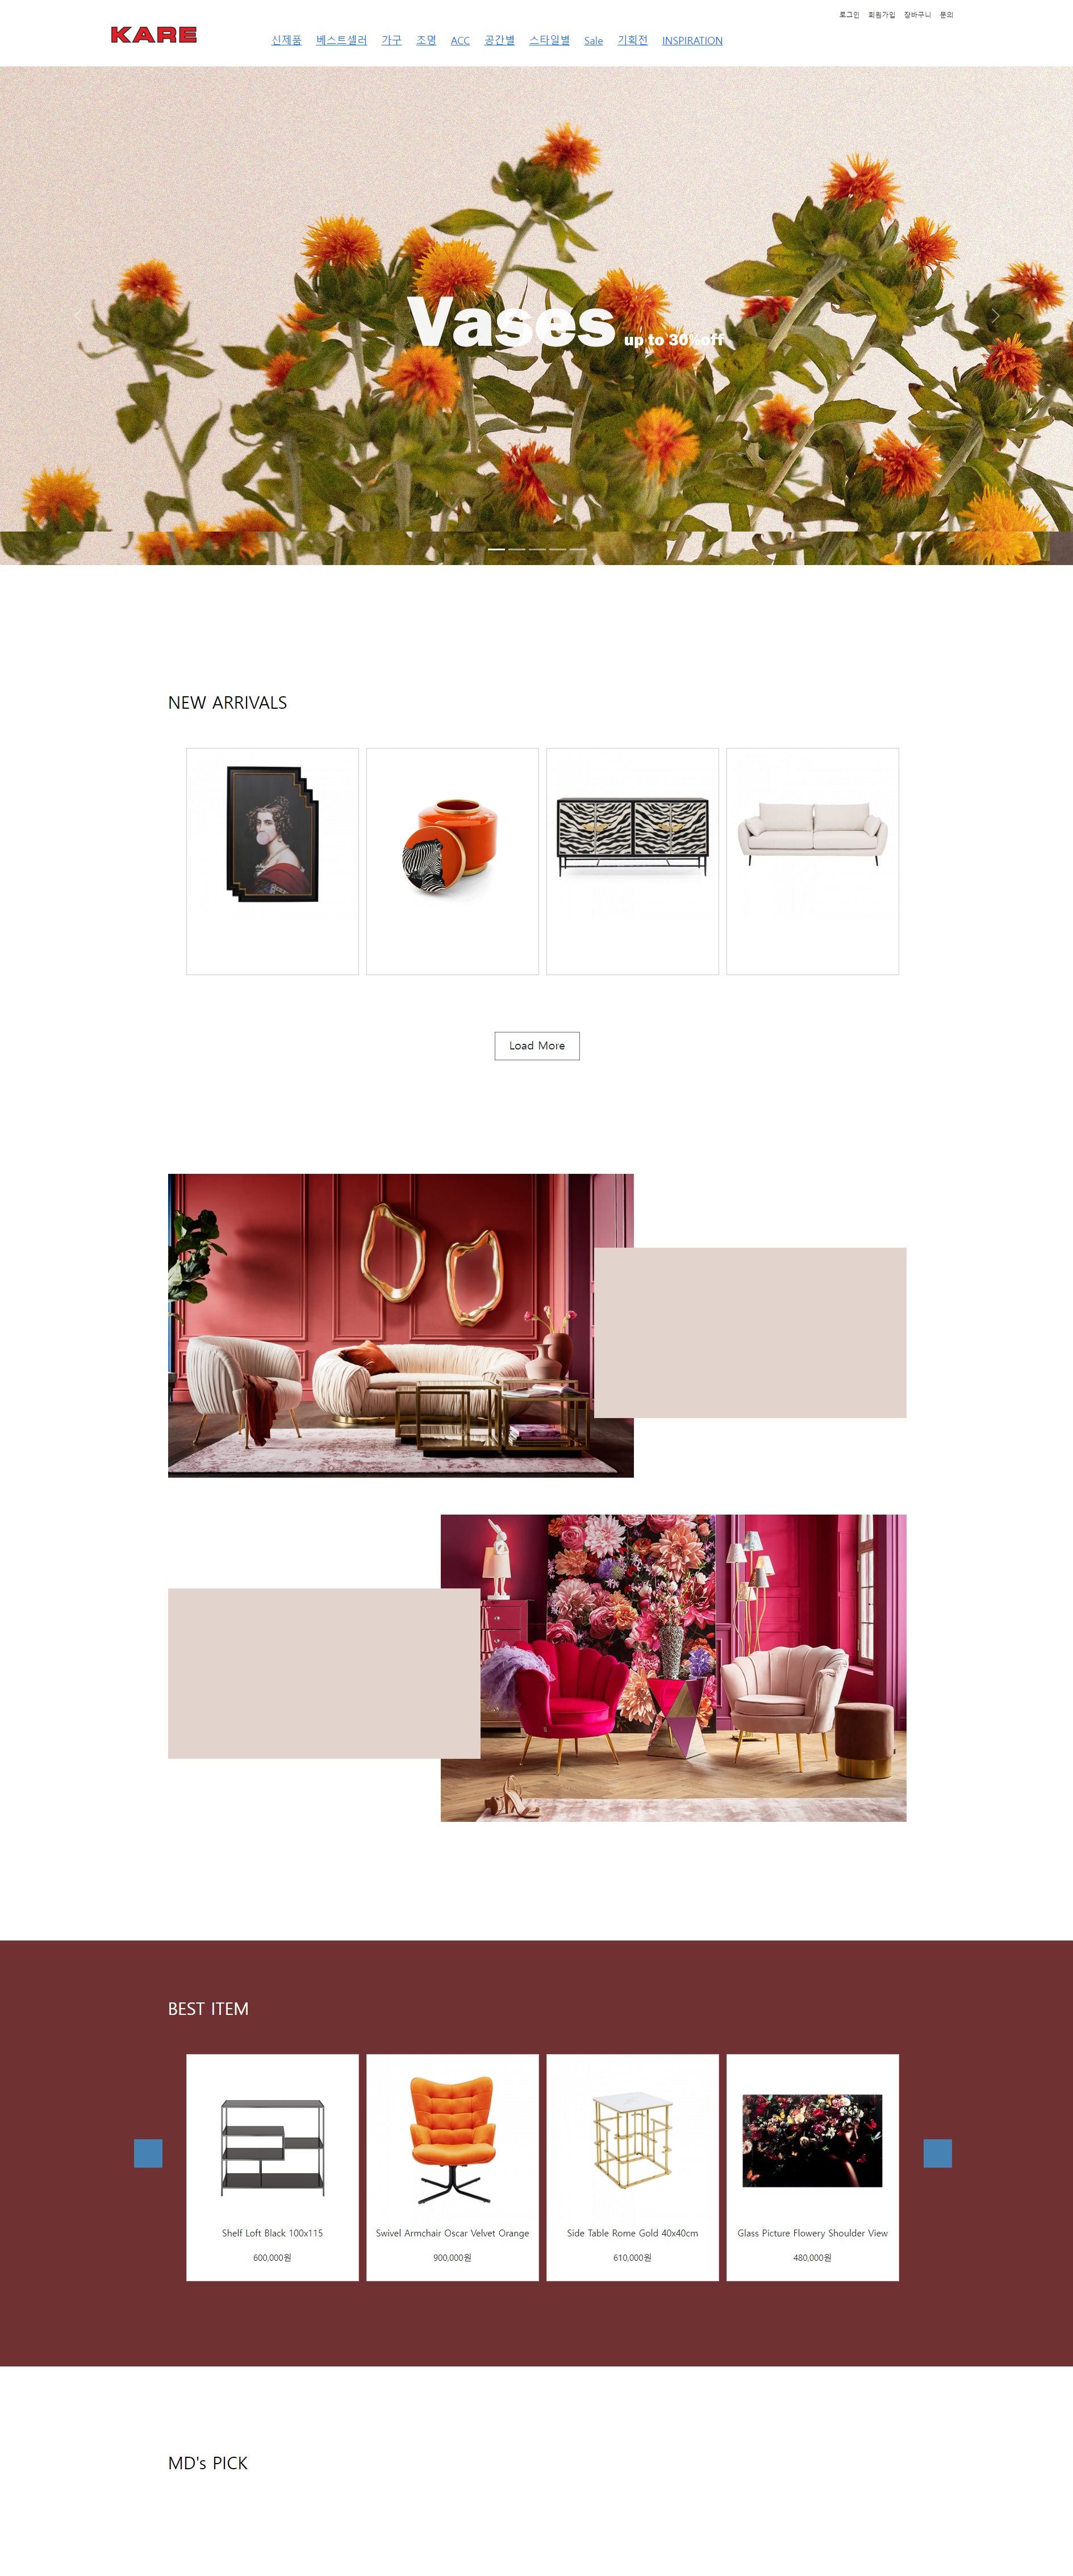 로그인 회원가입 장바구니 문의
KARE
신제품 베스트셀러 가구 조명 ACC 공간별 스타일별 Sale 기획전 INSPIRATION
Vases up to 30%off
NEW ARRIVALS
Load More
BEST ITEM
Shelf Loft Black 100x115
600,000원
Swivel Armchair Oscar Velvet Orange
900,000원
Side Table Rome Gold 40x40cm
610,000원
Glass Picture Flowery Shoulder View
480,000원
MD's PICK